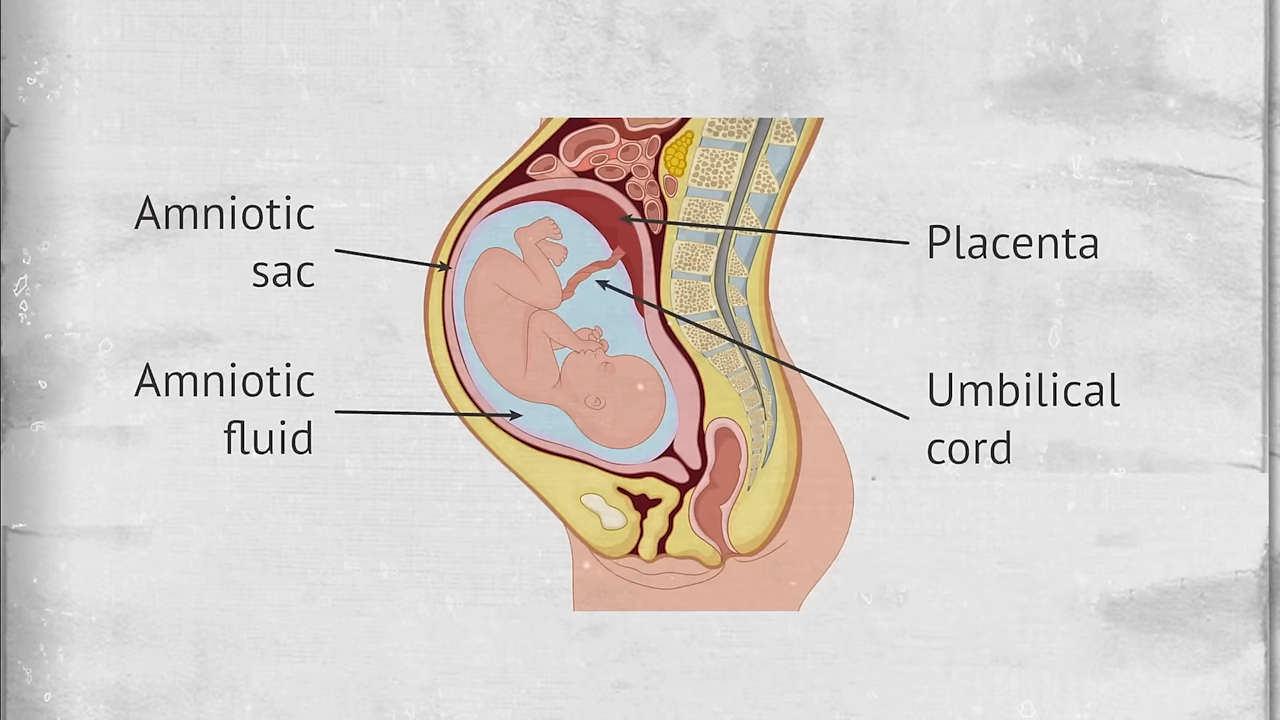 Amniotic
sac
Amniotic
fluid
Placenta
Umbilical
cord